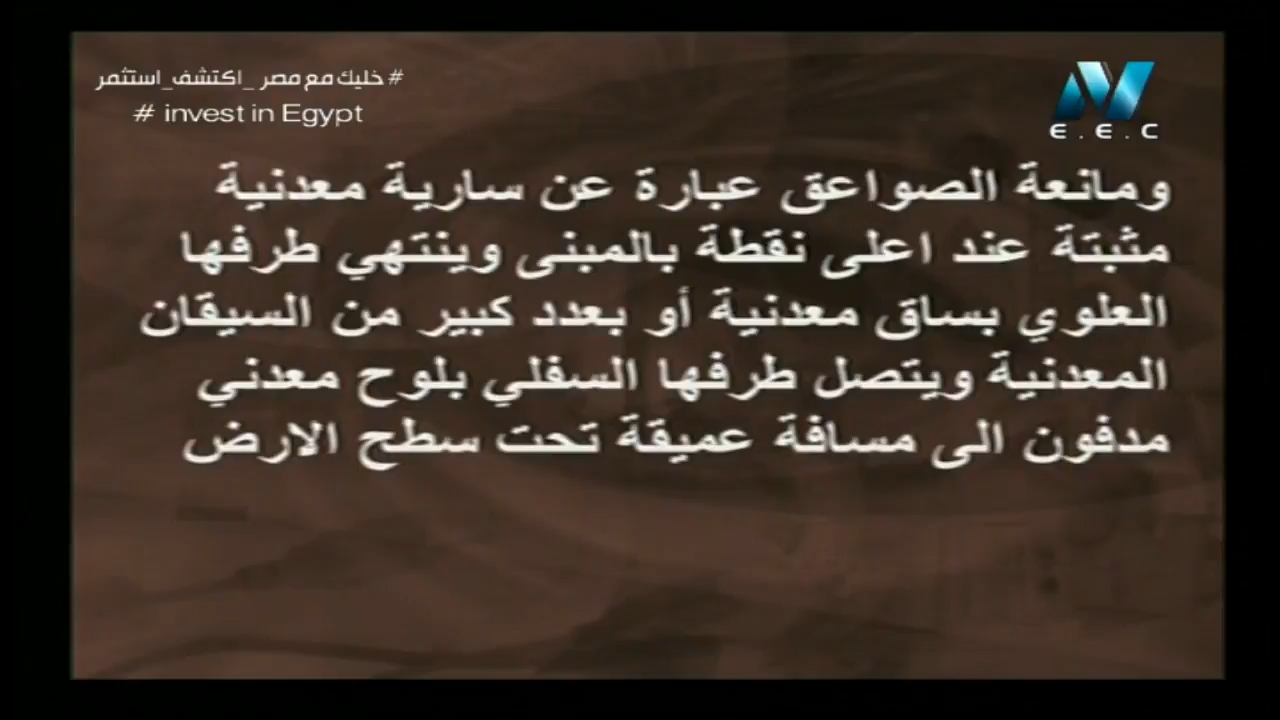 #خليك مع مصر _اكتشف_استثمر
# invest in Egypt
E.E.C
ومانعة الصواعق عبارة عن سارية معدنية
مثبتة عند اعلى نقطة بالمبنى وينتهي طرفها
العلوي بساق معدنية أو بعدد كبير من السيقان
المعدنية ويتصل طرفها السفلي بلوح معدني
مدفون الى مسافة عميقة تحت سطح الارض